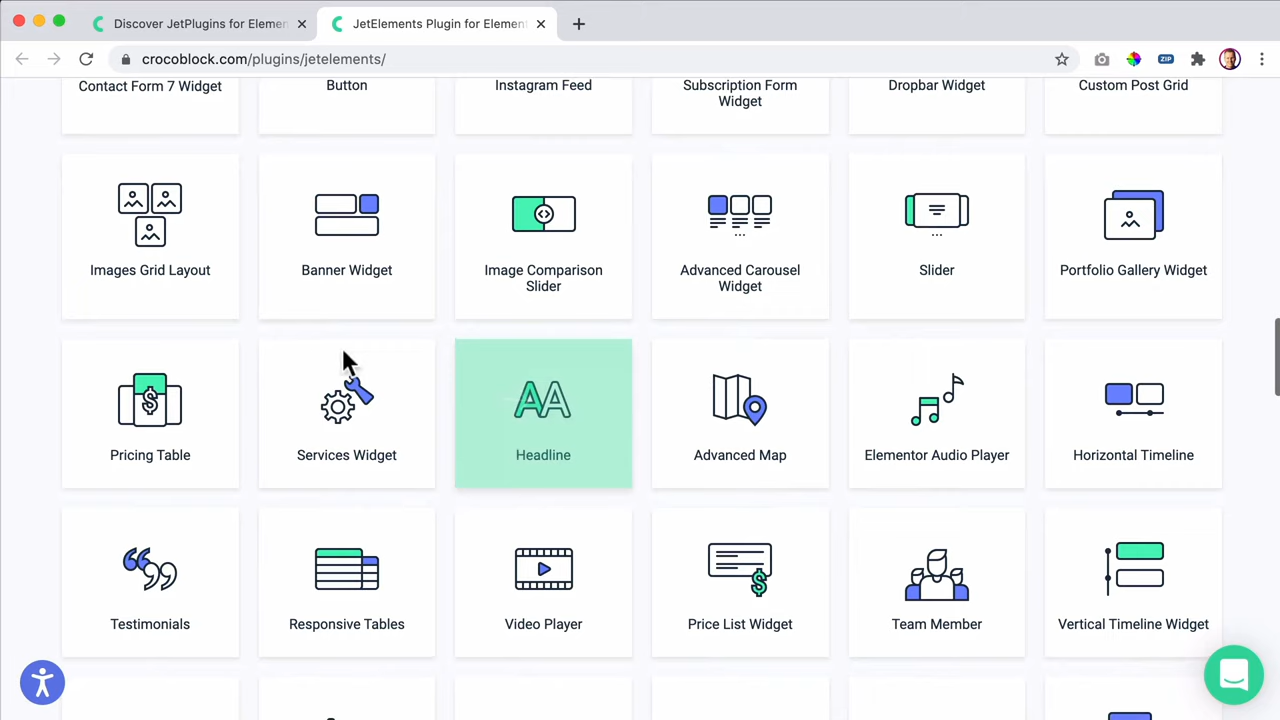 Discover JetPlugins for Elemen
JetElements Plugin for Element
crocoblock.com/plugins/jetelements/
ZIP
Contact Form 7 Widget
Button
Instagram Feed
Subscription Form
Widget
Dropbar Widget
Custom Post Grid
Images Grid Layout
Banner Widget
Image Comparison
Slider
Advanced Carousel
Widget
Slider
Portfolio Gallery Widget
Pricing Table
Services Widget
AA
Headline
Advanced Map
Elementor Audio Player
Horizontal Timeline
Testimonials
Responsive Tables
Video Player
Price List Widget
Team Member
Vertical Timeline Widget